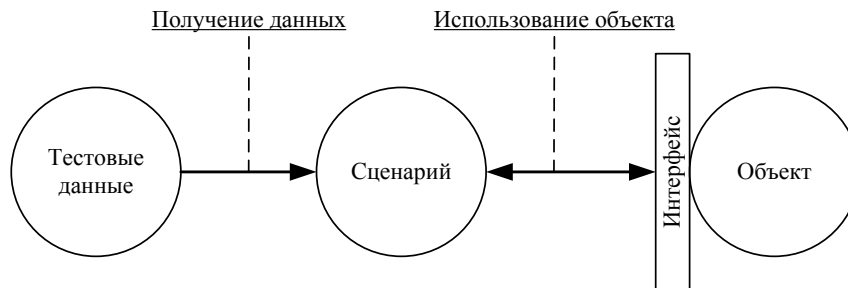 Получение данных
Использование объекта
Тестовые
данные
Сценарий
Интерфейс
Объект